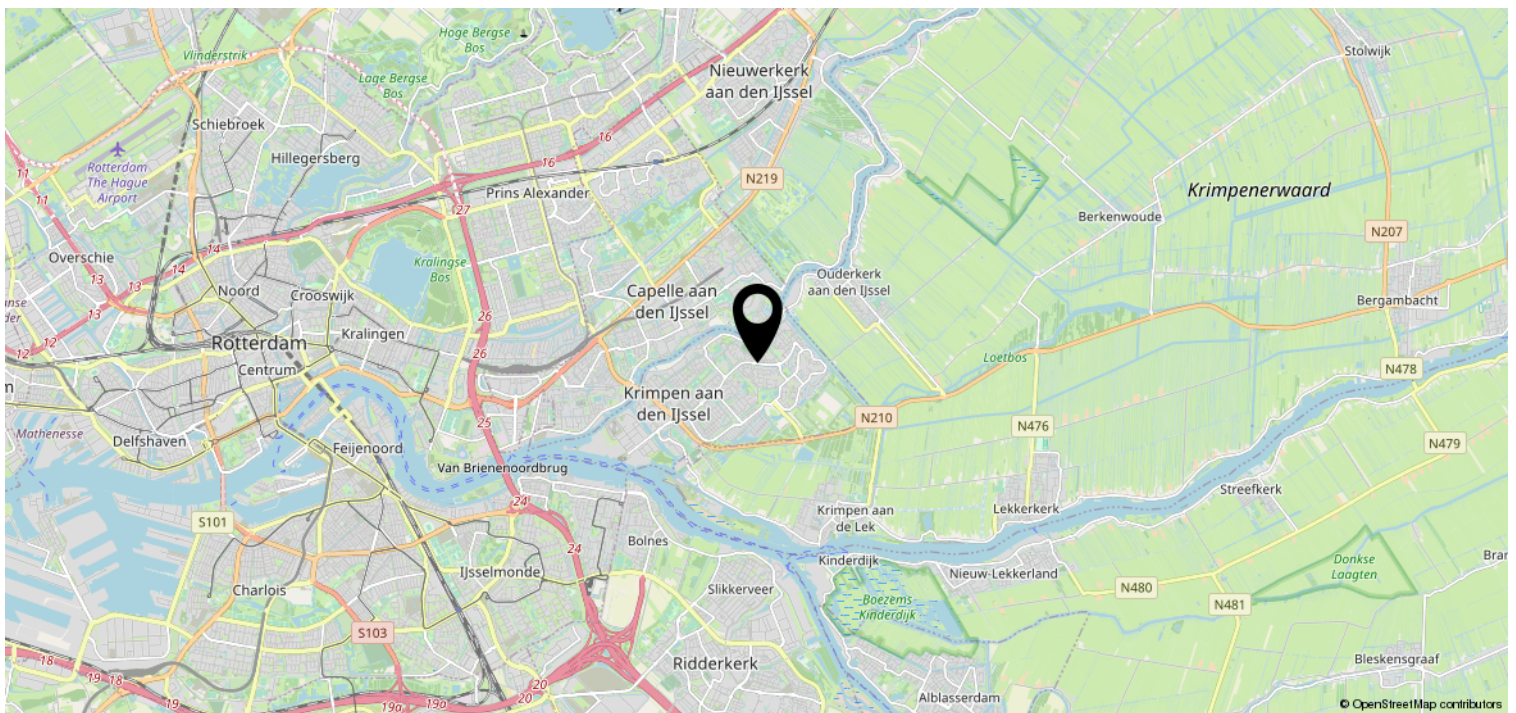 Hoge Bergse
Bos
Vlinderstrik
Stolwijk
Nieuwerkerk
aan den IJssel
Lage Bergse
Bos
Schiebroek
16
Hillegersberg
16
Rotterdam
The Hague
Airport
11
11
N219
Prins Alexander
Krimpenerwaard
27
Berkenwoude
N207
14
Overschie
14
13
13
13
Kralingse
Bos
Ouderkerk
aan den IJssel
Noord
Crooswijk
Capelle aan
den IJssel
Bergambacht
26
Kralingen
Rotterdam
12
12
26
Centrum
Loetbos
N478
Krimpen aan
den IJssel
N210
25
N476
Mathenesse
Delfshaven
N479
Feijenoord
Van Brienenoordbrug
Streefkerk
24
S101
Krimpen aan
de Lek
Lekkerkerk
24
Bolnes
Kinderdijk
Donkse
Laagten
IJsselmonde
Nieuw-Lekkerland
Charlois
Slikkerveer
N480
N481
Boezems
Kinderdijk
S103
18
Ridderkerk
Bleskensgraaf
19
18
20
20
19
19a
19a
Alblasserdam
© OpenStreetMap contributors